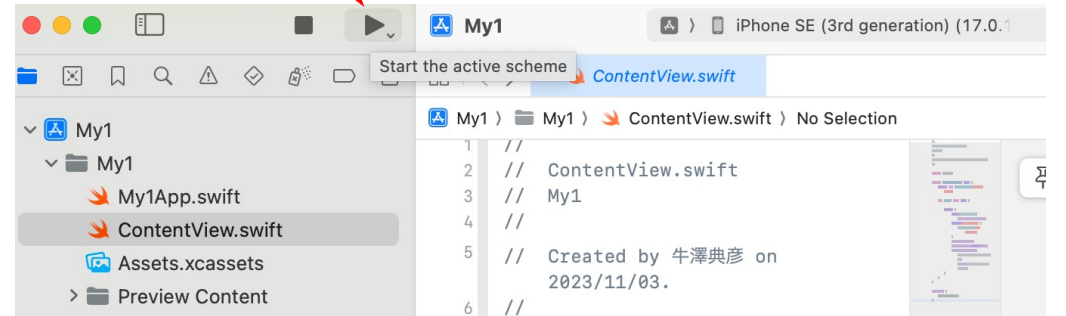 My1
iPhone SE (3rd generation) (17.0.1
Start the active scheme
ContentView.swift
My1 〉 My1 〉 ContentView.swift 〉 No Selection
My1
My1
My1App.swift
ContentView.swift
Assets.xcassets
Preview Content
1 //
2 // ContentView.swift
3 // My1
4 //
5 // Created by 牛澤典彦 on
2023/11/03.
6 //